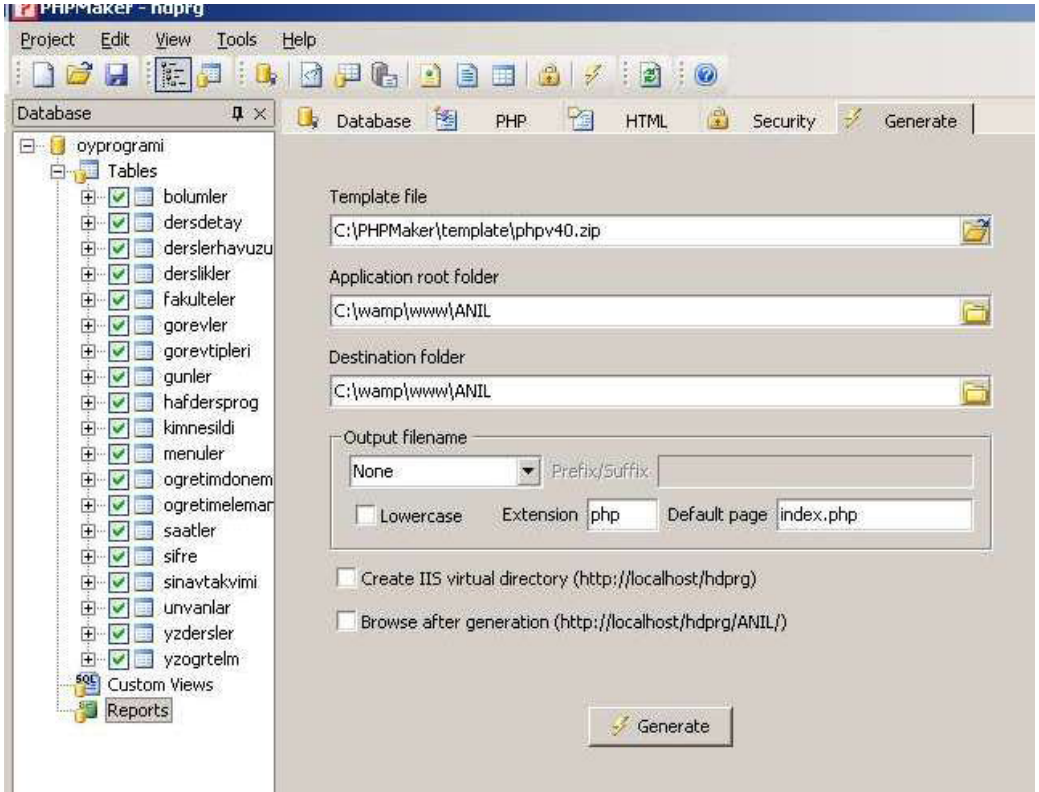 PHPMaker - hdprg
Project Edit View Tools Help
Database
oyprogrami
Tables
bolumler
dersdetay
derslerhavuzu
derslikler
fakulteler
gorevler
gorevtipleri
gunler
hafdersprog
kimnesildi
menuler
ogretimdonem
ogretimelemar
saatler
sifre
sinavtakvimi
unvanlar
yzdersler
yzogrtelm
SQL
Custom Views
Reports
Database PHP HTML Security Generate
Template file
C:\PHPMaker\template\phpv40.zip
Application root folder
C:\wamp\www\ANIL
Destination folder
C:\wamp\www\ANIL
Output filename
None Prefix/Suffix
Lowercase Extension php Default page index.php
Create IIS virtual directory (http://localhost/hdprg)
Browse after generation (http://localhost/hdprg/ANIL/)
Generate